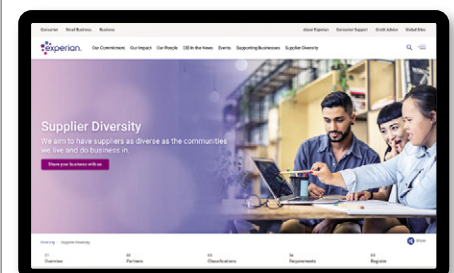 Consumer Small Business Business About Experian Consumer Support Credit Advice Global Sites
experian. Our Commitment Our Impact Our People DEI in the News Events Supporting Businesses Supplier Diversity
Supplier Diversity
We aim to have suppliers as diverse as the communities
we live and do business in.
Share your business with us
Diversity Supplier Diversity Share
01 02 03 04 05
Overview Partners Classifications Requirements Register